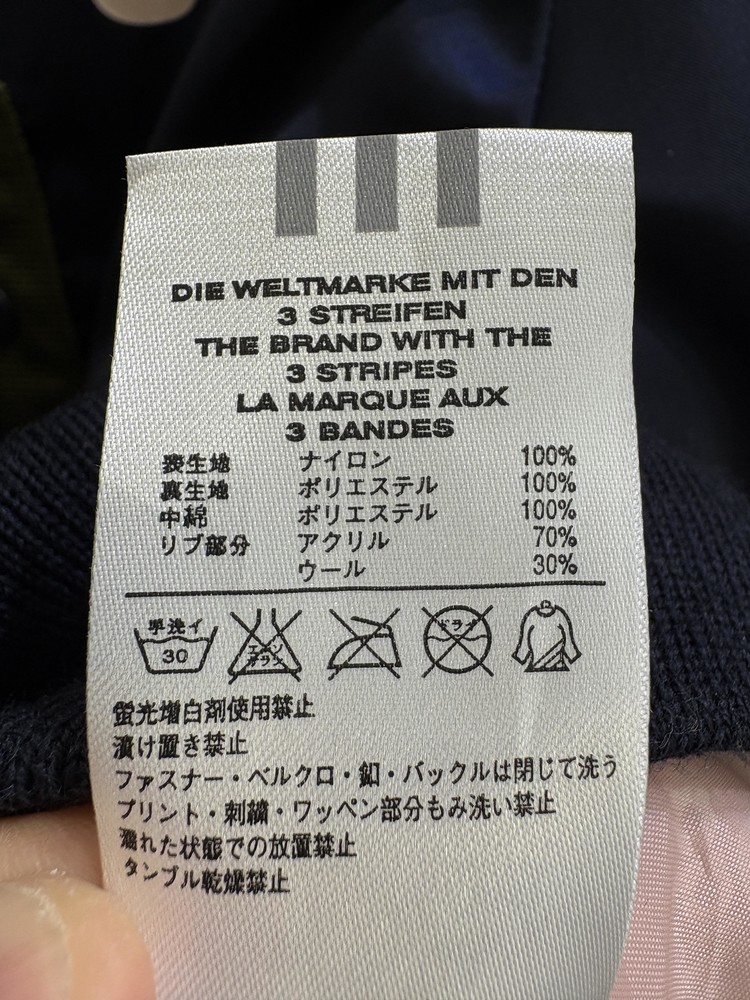 DIE WELTMARKE MIT DEN
3 STREIFEN
THE BRAND WITH THE
3 STRIPES
LA MARQUE AUX
3 BANDES
表生地 ナイロン 100%
裏生地 ポリエステル 100%
中綿 ポリエステル 100%
リブ部分 アクリル 70%
ウール 30%
手洗イ 30 エンソサラシ ドライ
蛍光増白剤使用禁止
漬け置き禁止
ファスナー・ベルクロ・釦・バックルは閉じて洗う
プリント・刺繍・ワッペン部分もみ洗い禁止
濡れた状態での放置禁止
タンブル乾燥禁止